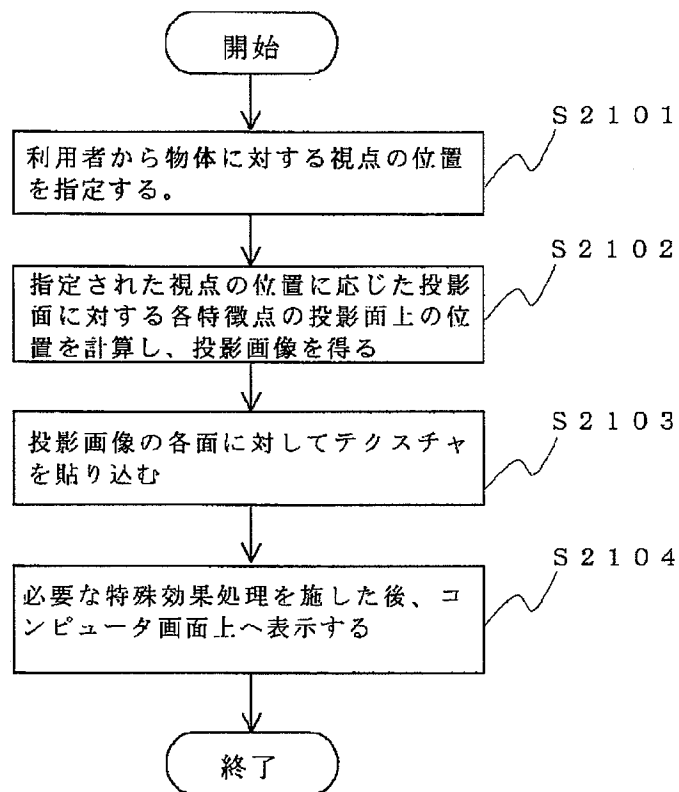 開始
S2101
利用者から物体に対する視点の位置
を指定する。
S2102
指定された視点の位置に応じた投影
面に対する各特徴点の投影面上の位
置を計算し、投影画像を得る
S2103
投影画像の各面に対してテクスチャ
を貼り込む
S2104
必要な特殊効果処理を施した後、コ
ンピュータ画面上へ表示する
終了